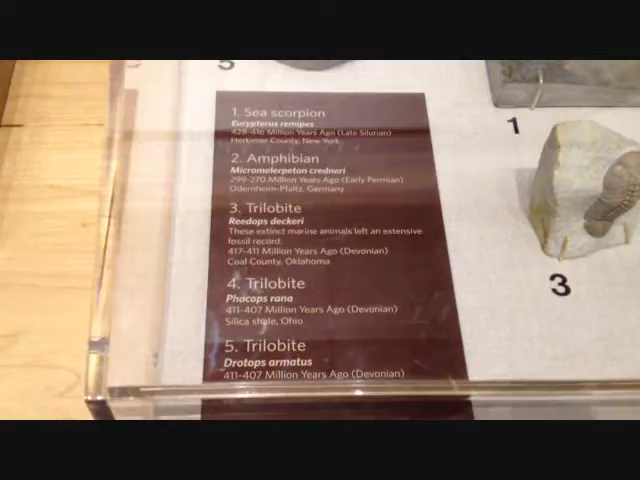 5
1. Sea scorpion
Eurypterus remipes
428-416 Million Years Ago (Late Silurian)
Herkimer County, New York
2. Amphibian
Micromelerpeton credneri
299-270 Million Years Ago (Early Permian)
Odernheim-Pfaltz, Germany
3. Trilobite
Reedops deckeri
These extinct marine animals left an extensive
fossil record.
417-411 Million Years Ago (Devonian)
Coal County, Oklahoma
4. Trilobite
Phacops rana
411-407 Million Years Ago (Devonian)
Silica shale, Ohio
5. Trilobite
Drotops armatus
411-407 Million Years Ago (Devonian)
1
3